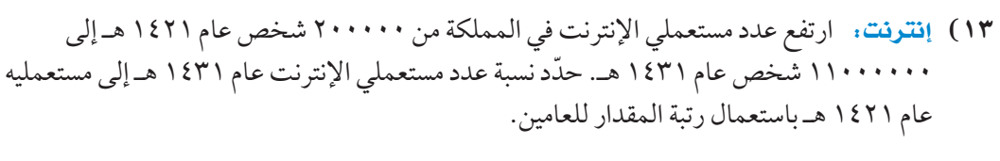 ١٣) إنترنت: ارتفع عدد مستعملي الإنترنت في المملكة من ٢٠٠٠٠٠ شخص عام ١٤٢١ هـ إلى
١١٠٠٠٠٠٠ شخص عام ١٤٣١ هـ. حدّد نسبة عدد مستعملي الإنترنت عام ١٤٣١ هـ إلى مستعمليه
عام ١٤٢١ هـ باستعمال رتبة المقدار للعامين.